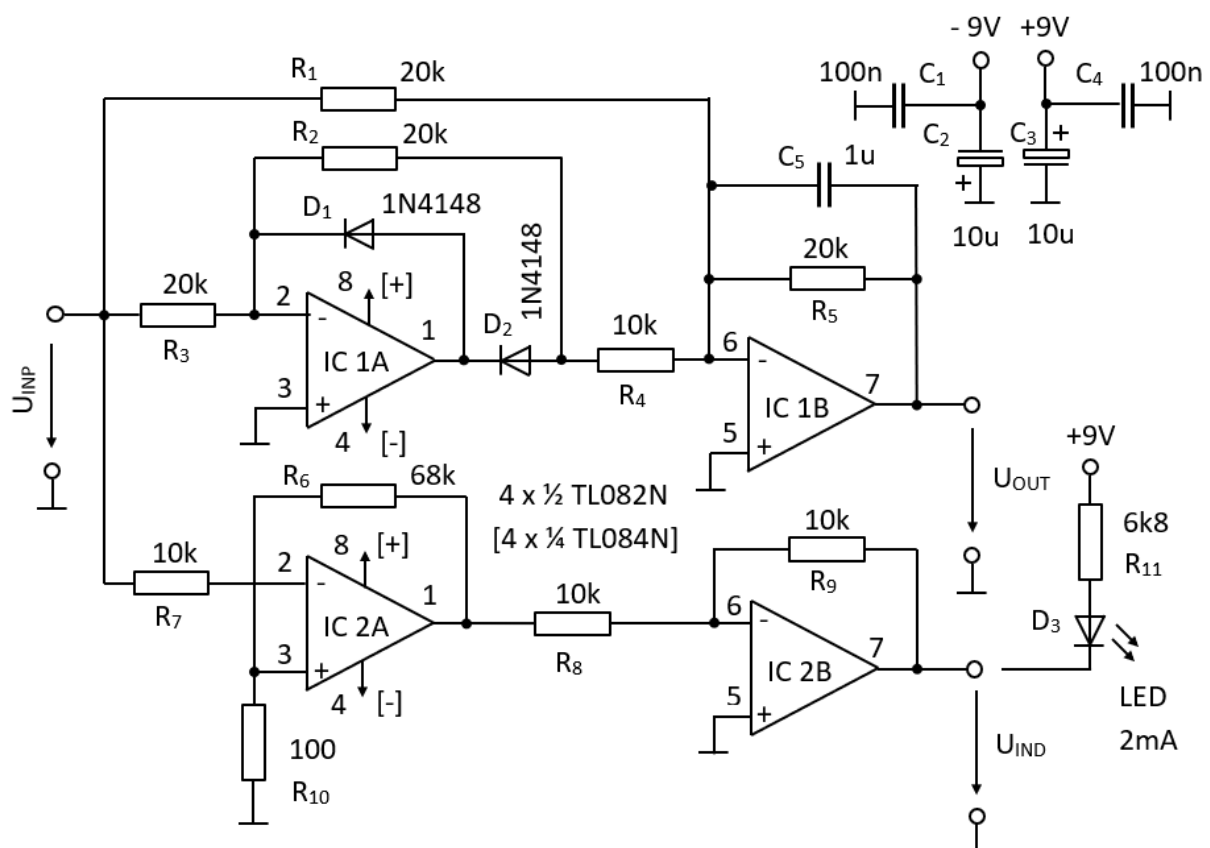 - 9V +9V
R1 20k
100n C1 C4 100n
R2 20k
C2 C3 +
C5 1u
+
D1 1N4148
1N4148
10u 10u
20k 2 - 8 [+]
20k
R3 IC 1A 1 D2
R5
10k 6 -
UINP
3 +
R4 IC 1B 7
4 [-]
5 +
+9V
R6 68k
4 x ½ TL082N
UOUT
[4 x ¼ TL084N]
10k
6k8
R11
10k 2 - 8 [+]
R9
R7 IC 2A 1 10k
6 -
D3
3 +
R8
IC 2B 7
4 [-]
5 +
LED
100
UIND
2mA
R10